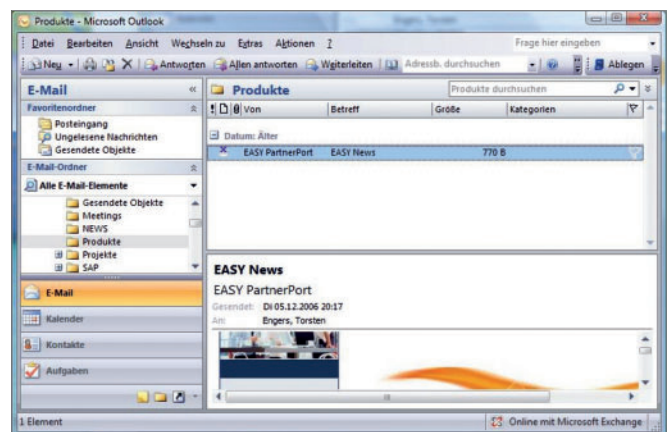 Produkte - Microsoft Outlook
Datei Bearbeiten Ansicht Wechseln zu Extras Aktionen ? Frage hier eingeben
Neu Antworten Allen antworten Weiterleiten Adressb. durchsuchen Ablegen
E-Mail «
Favoritenordner
Posteingang
Ungelesene Nachrichten
Gesendete Objekte
E-Mail-Ordner
Alle E-Mail-Elemente
Gesendete Objekte
Meetings
NEWS
Produkte
Projekte
SAP
E-Mail
Kalender
Kontakte
Aufgaben
Produkte Produkte durchsuchen
Von Betreff Größe Kategorien
Datum: Älter
EASY PartnerPort EASY News 770 B
EASY News
EASY PartnerPort
Gesendet: Di 05.12.2006 20:17
An: Engers, Torsten
1 Element Online mit Microsoft Exchange